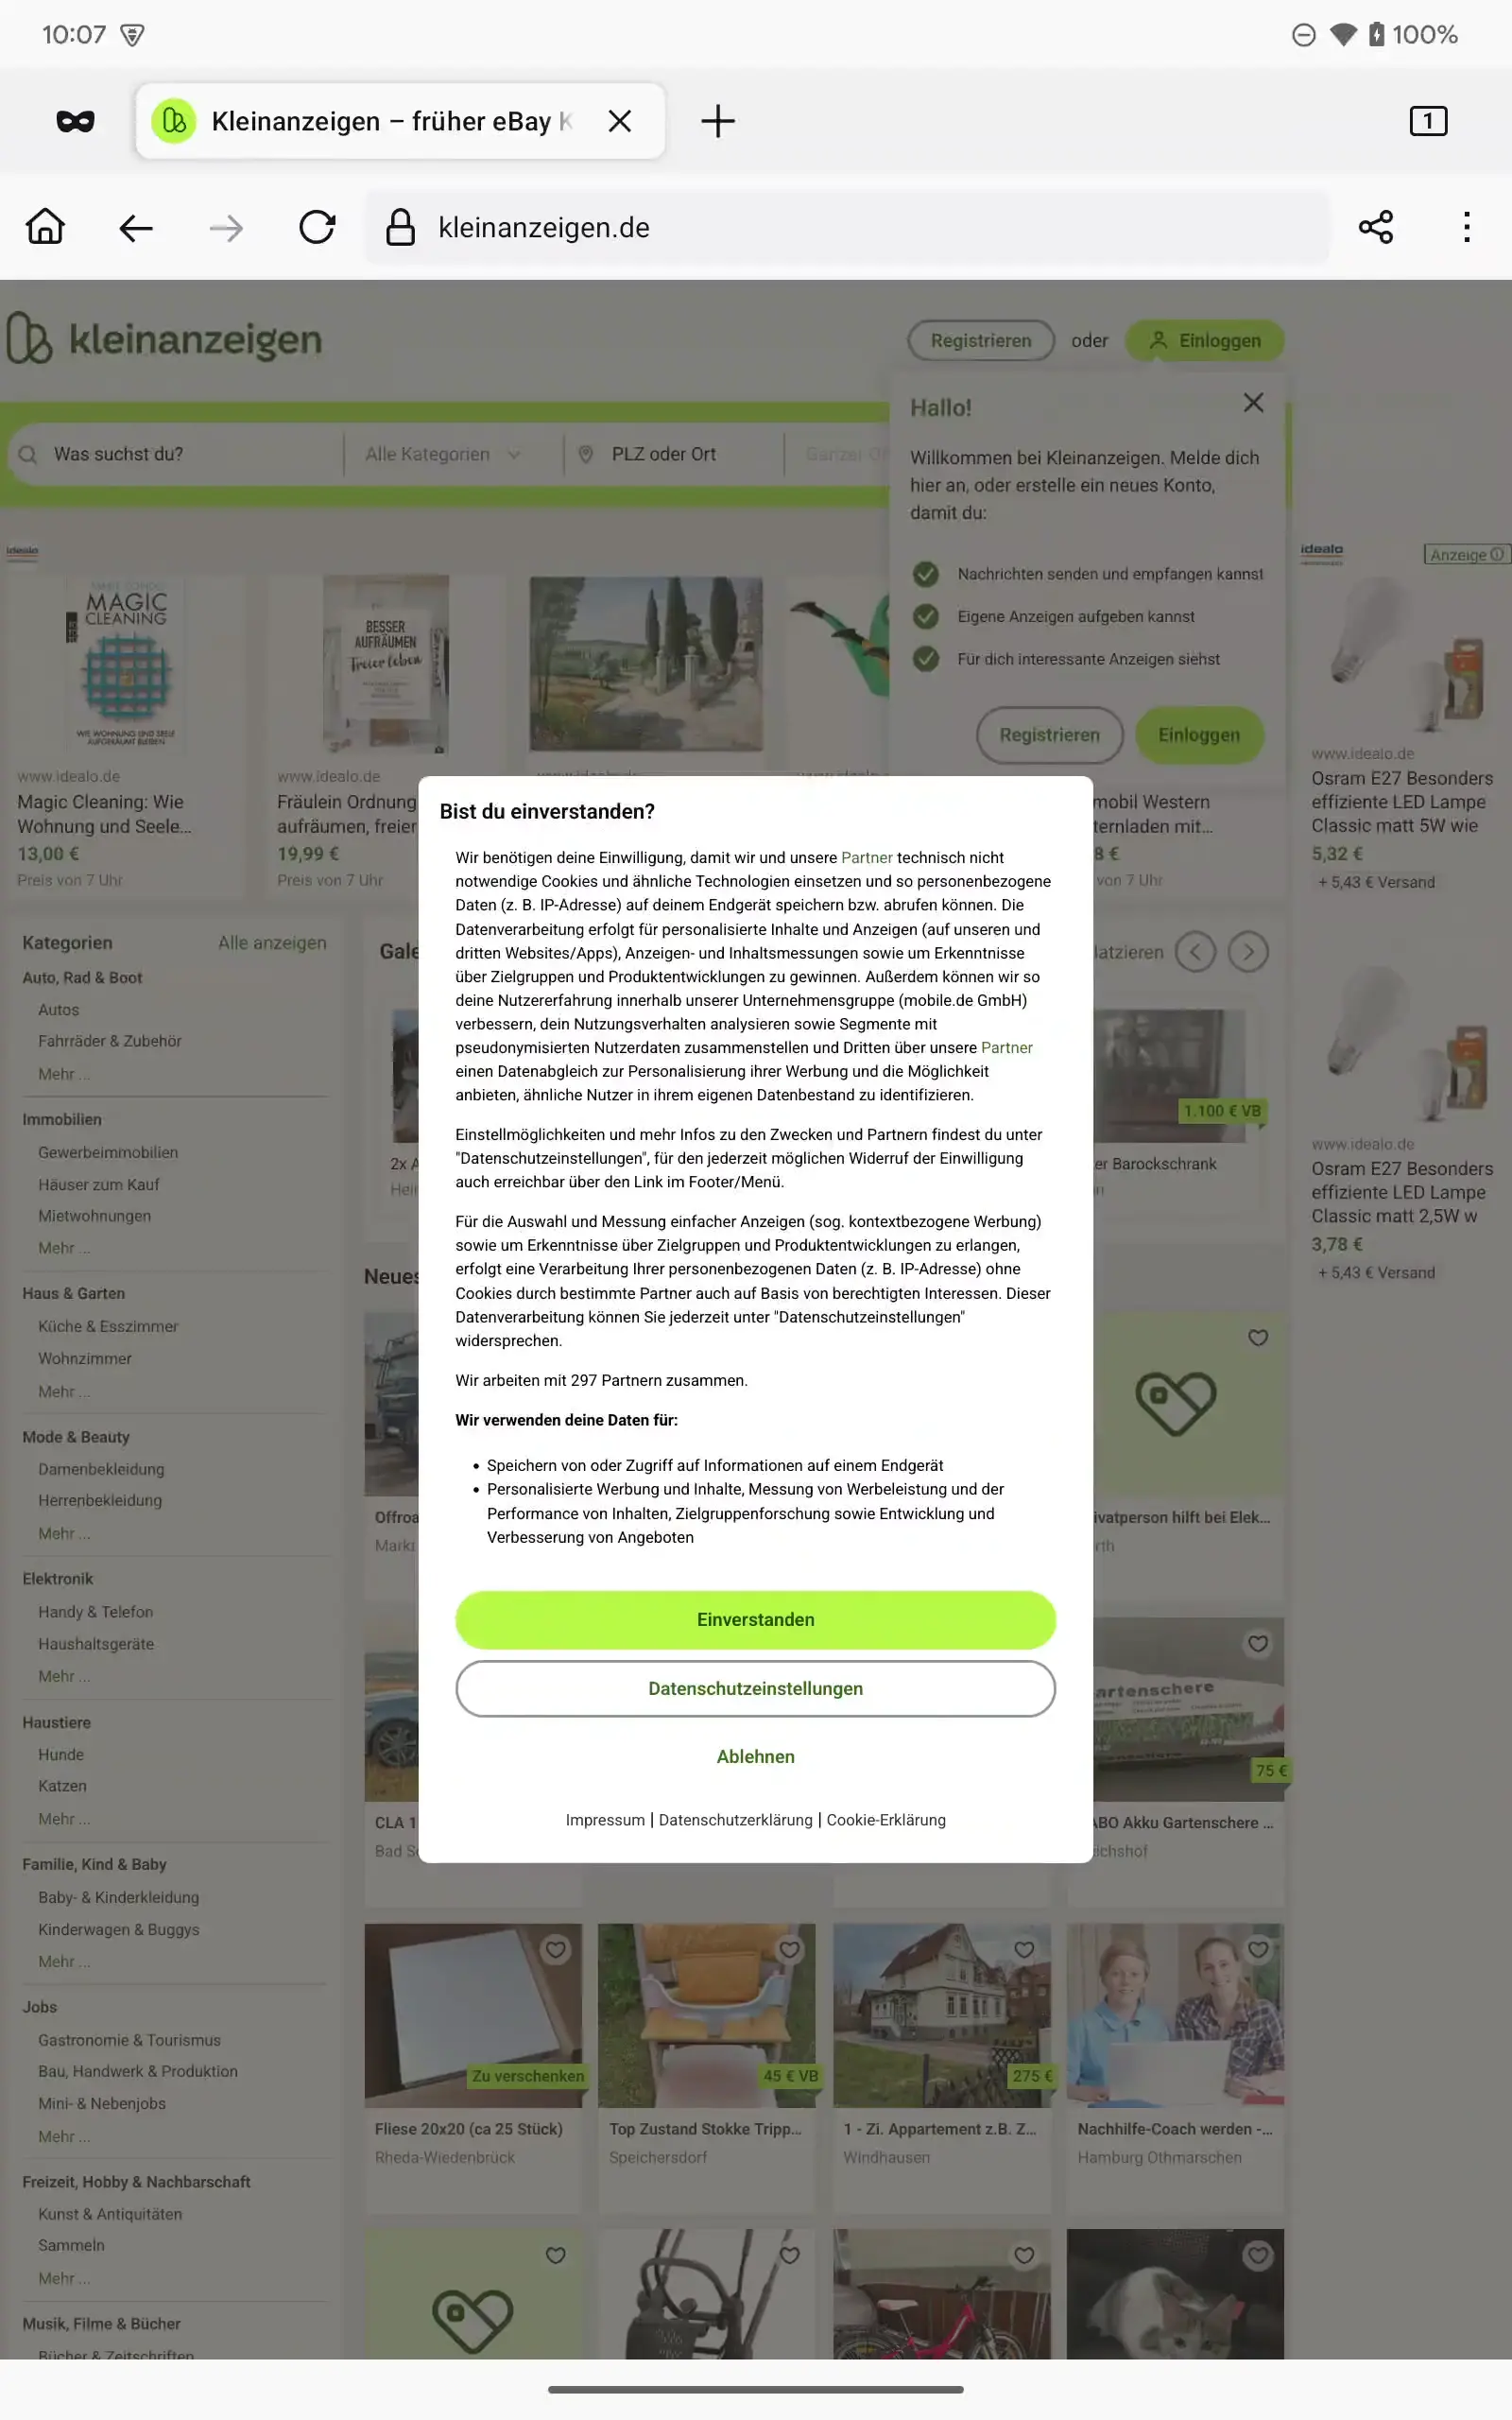 10:07
100%
Kleinanzeigen – früher eBay K
1
kleinanzeigen.de
kleinanzeigen
Registrieren oder Einloggen
Was suchst du?
Alle Kategorien
PLZ oder Ort
Hallo!
Willkommen bei Kleinanzeigen. Melde dich
hier an, oder erstelle ein neues Konto,
damit du:
Nachrichten senden und empfangen kannst
Eigene Anzeigen aufgeben kannst
Für dich interessante Anzeigen siehst
Registrieren
Einloggen
idealo
MAGIC
CLEANING
WIE WOHNUNG UND SEELE
AUFGERÄUMT BLEIBEN
BESSER
AUFRÄUMEN,
Freier leben
idealo
Anzeige
www.idealo.de
Magic Cleaning: Wie
Wohnung und Seele...
13,00 €
Preis von 7 Uhr
www.idealo.de
Fräulein Ordnung
aufräumen, freier
19,99 €
Preis von 7 Uhr
mobil Western
ternladen mit...
8 €
von 7 Uhr
www.idealo.de
Osram E27 Besonders
effiziente LED Lampe
Classic matt 5W wie
5,32 €
+ 5,43 € Versand
www.idealo.de
Osram E27 Besonders
effiziente LED Lampe
Classic matt 2,5W w
3,78 €
+ 5,43 € Versand
Bist du einverstanden?
Wir benötigen deine Einwilligung, damit wir und unsere Partner technisch nicht
notwendige Cookies und ähnliche Technologien einsetzen und so personenbezogene
Daten (z. B. IP-Adresse) auf deinem Endgerät speichern bzw. abrufen können. Die
Datenverarbeitung erfolgt für personalisierte Inhalte und Anzeigen (auf unseren und
dritten Websites/Apps), Anzeigen- und Inhaltsmessungen sowie um Erkenntnisse
über Zielgruppen und Produktentwicklungen zu gewinnen. Außerdem können wir so
deine Nutzererfahrung innerhalb unserer Unternehmensgruppe (mobile.de GmbH)
verbessern, dein Nutzungsverhalten analysieren sowie Segmente mit
pseudonymisierten Nutzerdaten zusammenstellen und Dritten über unsere Partner
einen Datenabgleich zur Personalisierung ihrer Werbung und die Möglichkeit
anbieten, ähnliche Nutzer in ihrem eigenen Datenbestand zu identifizieren.
Einstellmöglichkeiten und mehr Infos zu den Zwecken und Partnern findest du unter
"Datenschutzeinstellungen", für den jederzeit möglichen Widerruf der Einwilligung
auch erreichbar über den Link im Footer/Menü.
Für die Auswahl und Messung einfacher Anzeigen (sog. kontextbezogene Werbung)
sowie um Erkenntnisse über Zielgruppen und Produktentwicklungen zu erlangen,
erfolgt eine Verarbeitung Ihrer personenbezogenen Daten (z. B. IP-Adresse) ohne
Cookies durch bestimmte Partner auch auf Basis von berechtigten Interessen. Dieser
Datenverarbeitung können Sie jederzeit unter "Datenschutzeinstellungen"
widersprechen.
Wir arbeiten mit 297 Partnern zusammen.
Wir verwenden deine Daten für:
• Speichern von oder Zugriff auf Informationen auf einem Endgerät
• Personalisierte Werbung und Inhalte, Messung von Werbeleistung und der
Performance von Inhalten, Zielgruppenforschung sowie Entwicklung und
Verbesserung von Angeboten
Einverstanden
Datenschutzeinstellungen
Ablehnen
Impressum | Datenschutzerklärung | Cookie-Erklärung
Kategorien
Alle anzeigen
Auto, Rad & Boot
Autos
Fahrräder & Zubehör
Mehr ...
Immobilien
Gewerbeimmobilien
Häuser zum Kauf
Mietwohnungen
Mehr ...
Haus & Garten
Küche & Esszimmer
Wohnzimmer
Mehr ...
Mode & Beauty
Damenbekleidung
Herrenbekleidung
Mehr ...
Elektronik
Handy & Telefon
Haushaltsgeräte
Mehr ...
Haustiere
Hunde
Katzen
Mehr ...
Familie, Kind & Baby
Baby- & Kinderkleidung
Kinderwagen & Buggys
Mehr ...
Jobs
Gastronomie & Tourismus
Bau, Handwerk & Produktion
Mini- & Nebenjobs
Mehr ...
Freizeit, Hobby & Nachbarschaft
Kunst & Antiquitäten
Sammeln
Mehr ...
Musik, Filme & Bücher
Bücher & Zeitschriften
Gale
latzieren
2x A
Hei
1.100 € VB
er Barockschrank
Neues
Offroa
Markt
ivatperson hilft bei Elek...
rth
CLA 1
Bad S
artenschere
75 €
ABO Akku Gartenschere ...
ichshof
Zu verschenken
Fliese 20x20 (ca 25 Stück)
Rheda-Wiedenbrück
45 € VB
Top Zustand Stokke Tripp...
Speichersdorf
275 €
1 - Zi. Appartement z.B. Z...
Windhausen
Nachhilfe-Coach werden -...
Hamburg Othmarschen